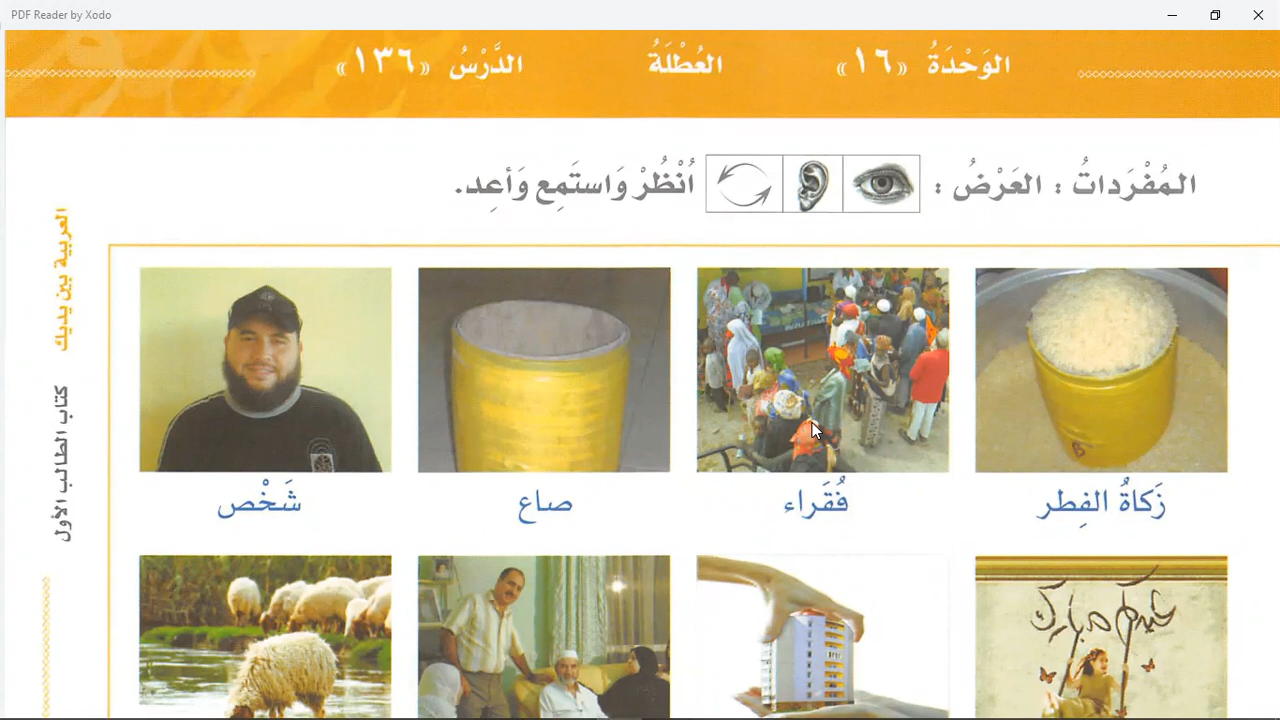 PDF Reader by Xodo
الوَحْدَةُ «١٦» العُطْلَةُ الدَّرْسُ «١٣٦»
المُفْرَداتُ : العَرْضُ : اُنْظُرْ وَاستَمِع وَأعِد.
العربية بين يديك
كتاب الطالب الأول
زَكاةُ الفِطر
فُقَراء
صاع
شَخْص
عيدكم مبارك